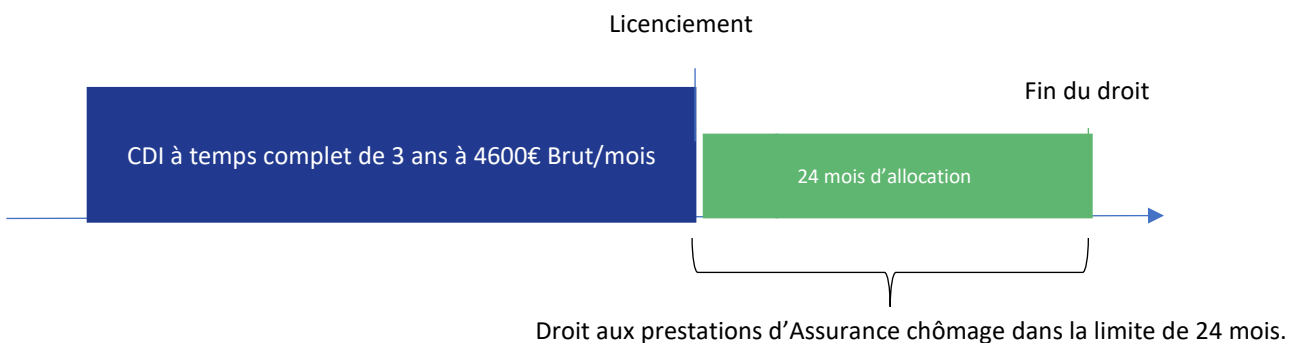 Licenciement
Fin du droit
CDI à temps complet de 3 ans à 4600€ Brut/mois
24 mois d’allocation
Droit aux prestations d’Assurance chômage dans la limite de 24 mois.